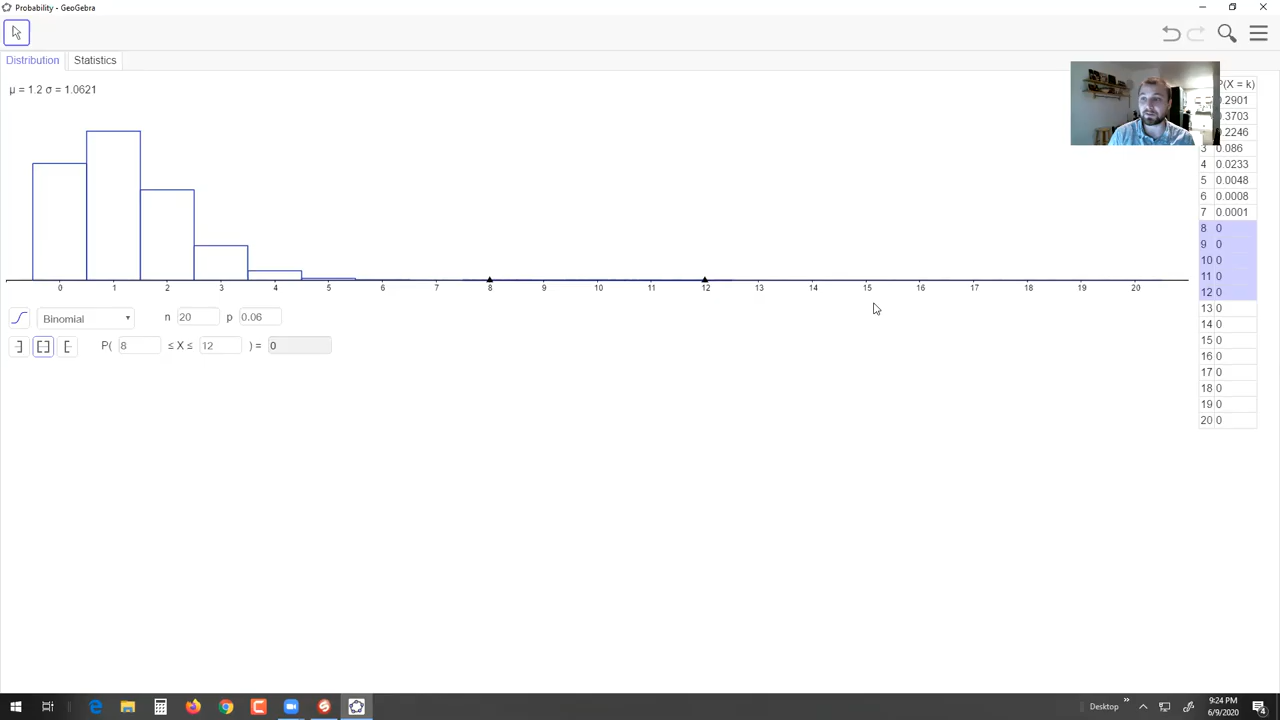 Probability - GeoGebra
Distribution Statistics
μ = 1.2 σ = 1.0621
P(X = k)
0.2901
0.3703
0.2246
3 0.086
4 0.0233
5 0.0048
6 0.0008
7 0.0001
8 0
9 0
10 0
11 0
12 0
13 0
14 0
15 0
16 0
17 0
18 0
19 0
20 0
0 1 2 3 4 5 6 7 8 9 10 11 12 13 14 15 16 17 18 19 20
Binomial n 20 p 0.06
P( 8 ≤ X ≤ 12 ) = 0
Desktop
9:24 PM
6/9/2020
4